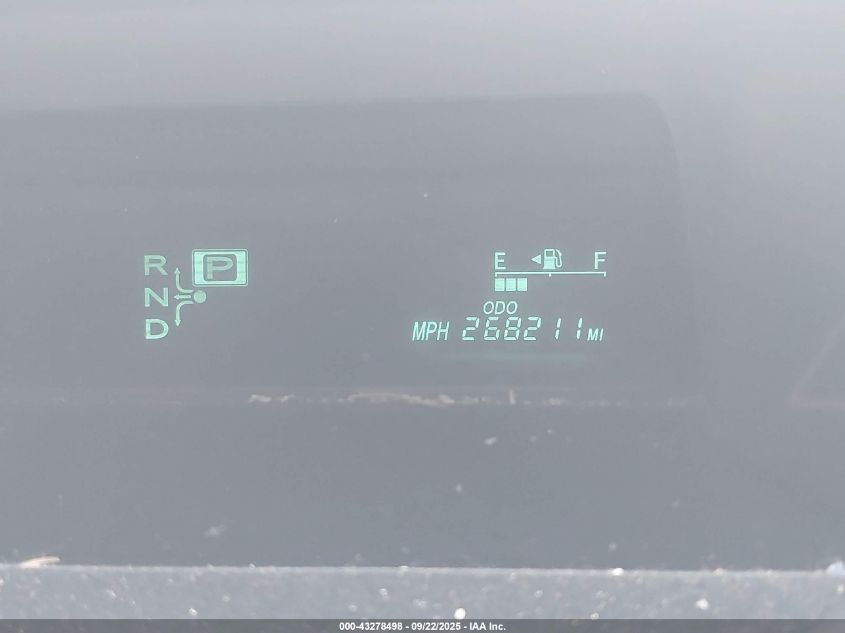 R P
N
D
E F
ODO
MPH 268211 MI
000-43278498 - 09/22/2025 - IAA Inc.